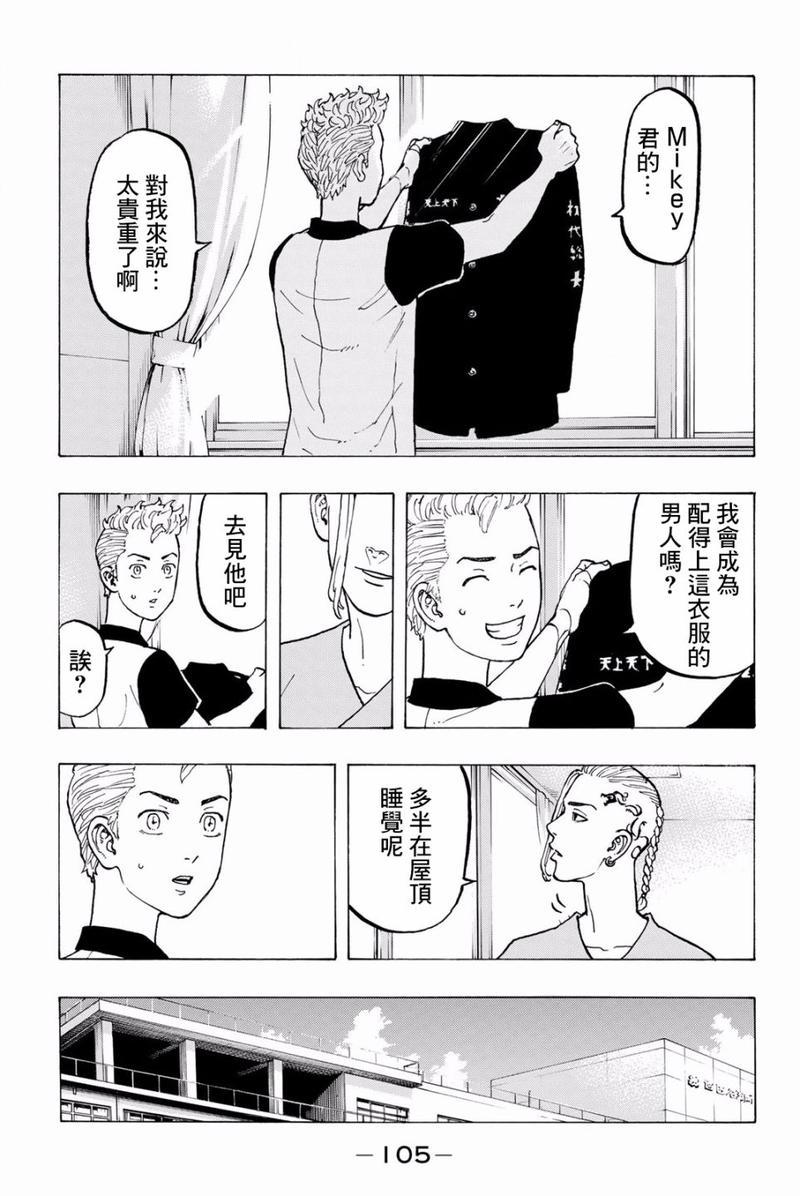 Mikey
君的…
對我來說…
太貴重了啊
天上天下
初代総長
我會成為
配得上這衣服的
男人嗎?
天上天下
去見他吧
誒?
多半在屋頂
睡覺呢
-105-